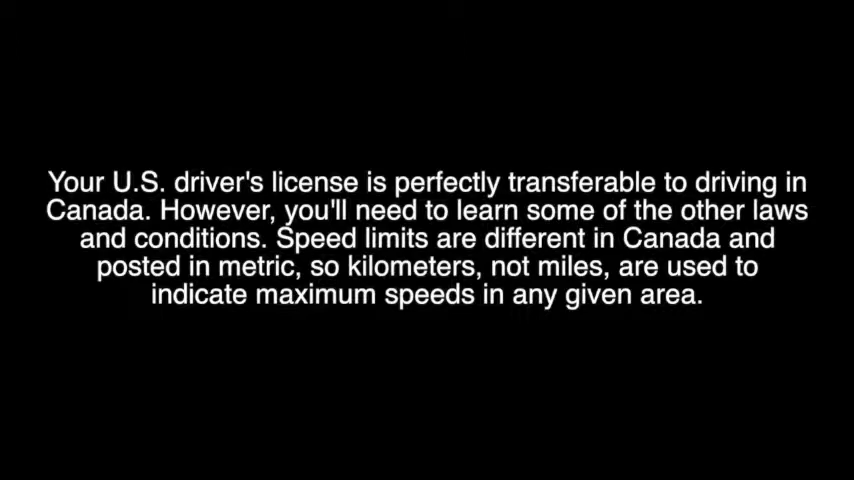 Your U.S. driver's license is perfectly transferable to driving in
Canada. However, you'll need to learn some of the other laws
and conditions. Speed limits are different in Canada and
posted in metric, so kilometers, not miles, are used to
indicate maximum speeds in any given area.